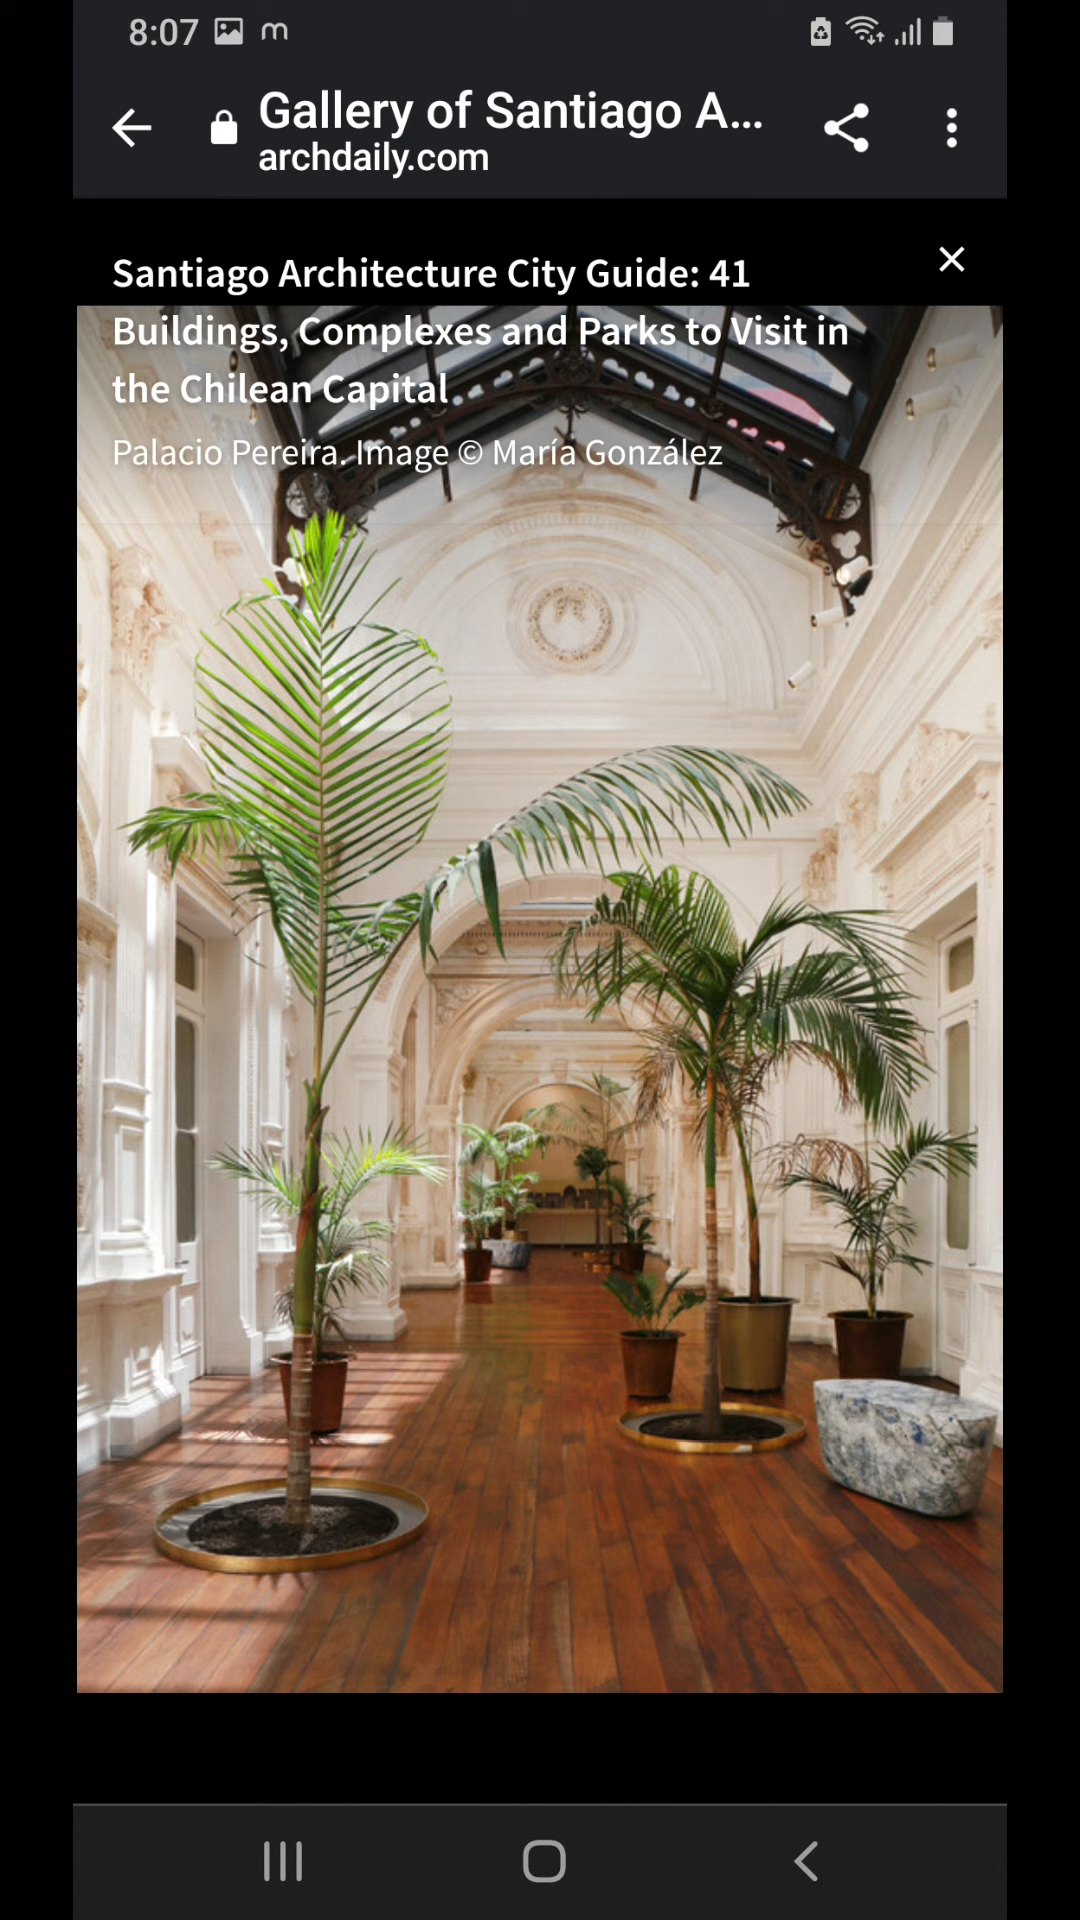 8:07 m
Gallery of Santiago A...
archdaily.com
Santiago Architecture City Guide: 41
Buildings, Complexes and Parks to Visit in
the Chilean Capital
Palacio Pereira. Image © María González